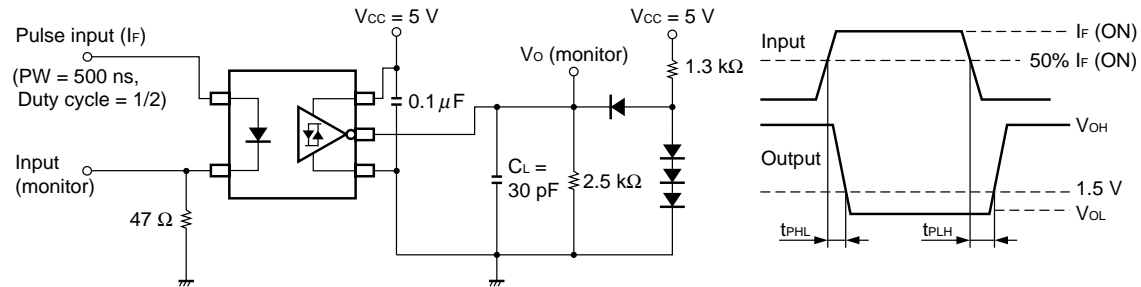 Pulse input (IF)
(PW = 500 ns,
Duty cycle = 1/2)
Input
(monitor)
47 Ω
VCC = 5 V
0.1 μF
VO (monitor)
CL =
30 pF
2.5 kΩ
VCC = 5 V
1.3 kΩ
Input
IF (ON)
50% IF (ON)
VOH
Output
1.5 V
VOL
tPHL
tPLH